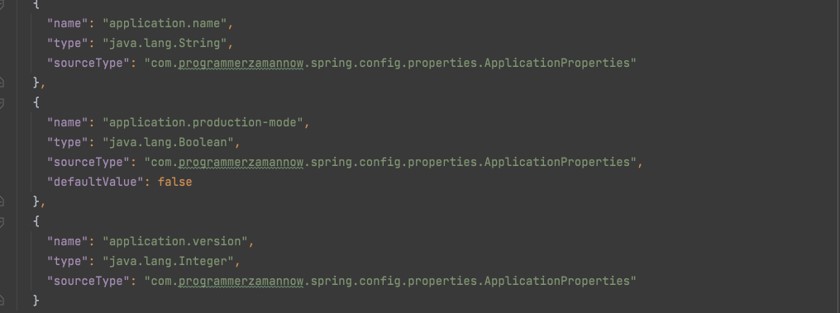 {
"name": "application.name",
"type": "java.lang.String",
"sourceType": "com.programmerzamannow.spring.config.properties.ApplicationProperties"
},
{
"name": "application.production-mode",
"type": "java.lang.Boolean",
"sourceType": "com.programmerzamannow.spring.config.properties.ApplicationProperties",
"defaultValue": false
},
{
"name": "application.version",
"type": "java.lang.Integer",
"sourceType": "com.programmerzamannow.spring.config.properties.ApplicationProperties"
}